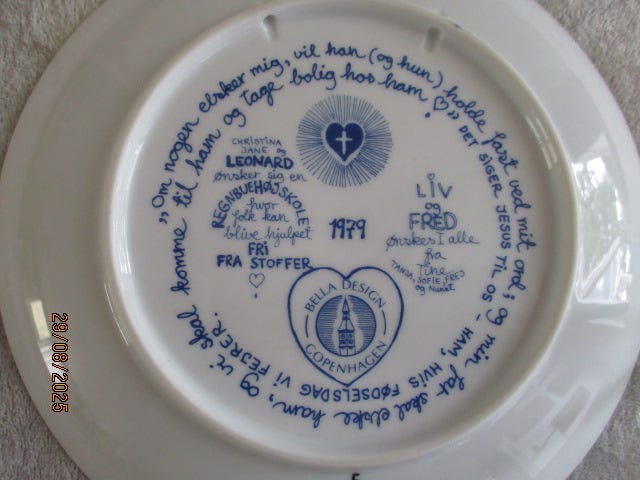 "Om nogen elsker mig, vil han (og hun) holde fast ved mit ord; og min far skal elske ham, og vi skal komme til ham og tage bolig hos ham."
DET SIGER JESUS TIL OS - HAM, HVIS FØDSELSDAG VI FEJRER.
CHRISTINA
JANE og
LEONARD
ønsker sig en
REGNBUEHØJSKOLE
hvor
folk kan
blive hjulpet
FRI
FRA STOFFER
1979
LIV
og
FRED
ønskes I alle
fra
Tine
TANJA, SOFIE, FRED
og
BELLA DESIGN
COPENHAGEN
29/08/2025